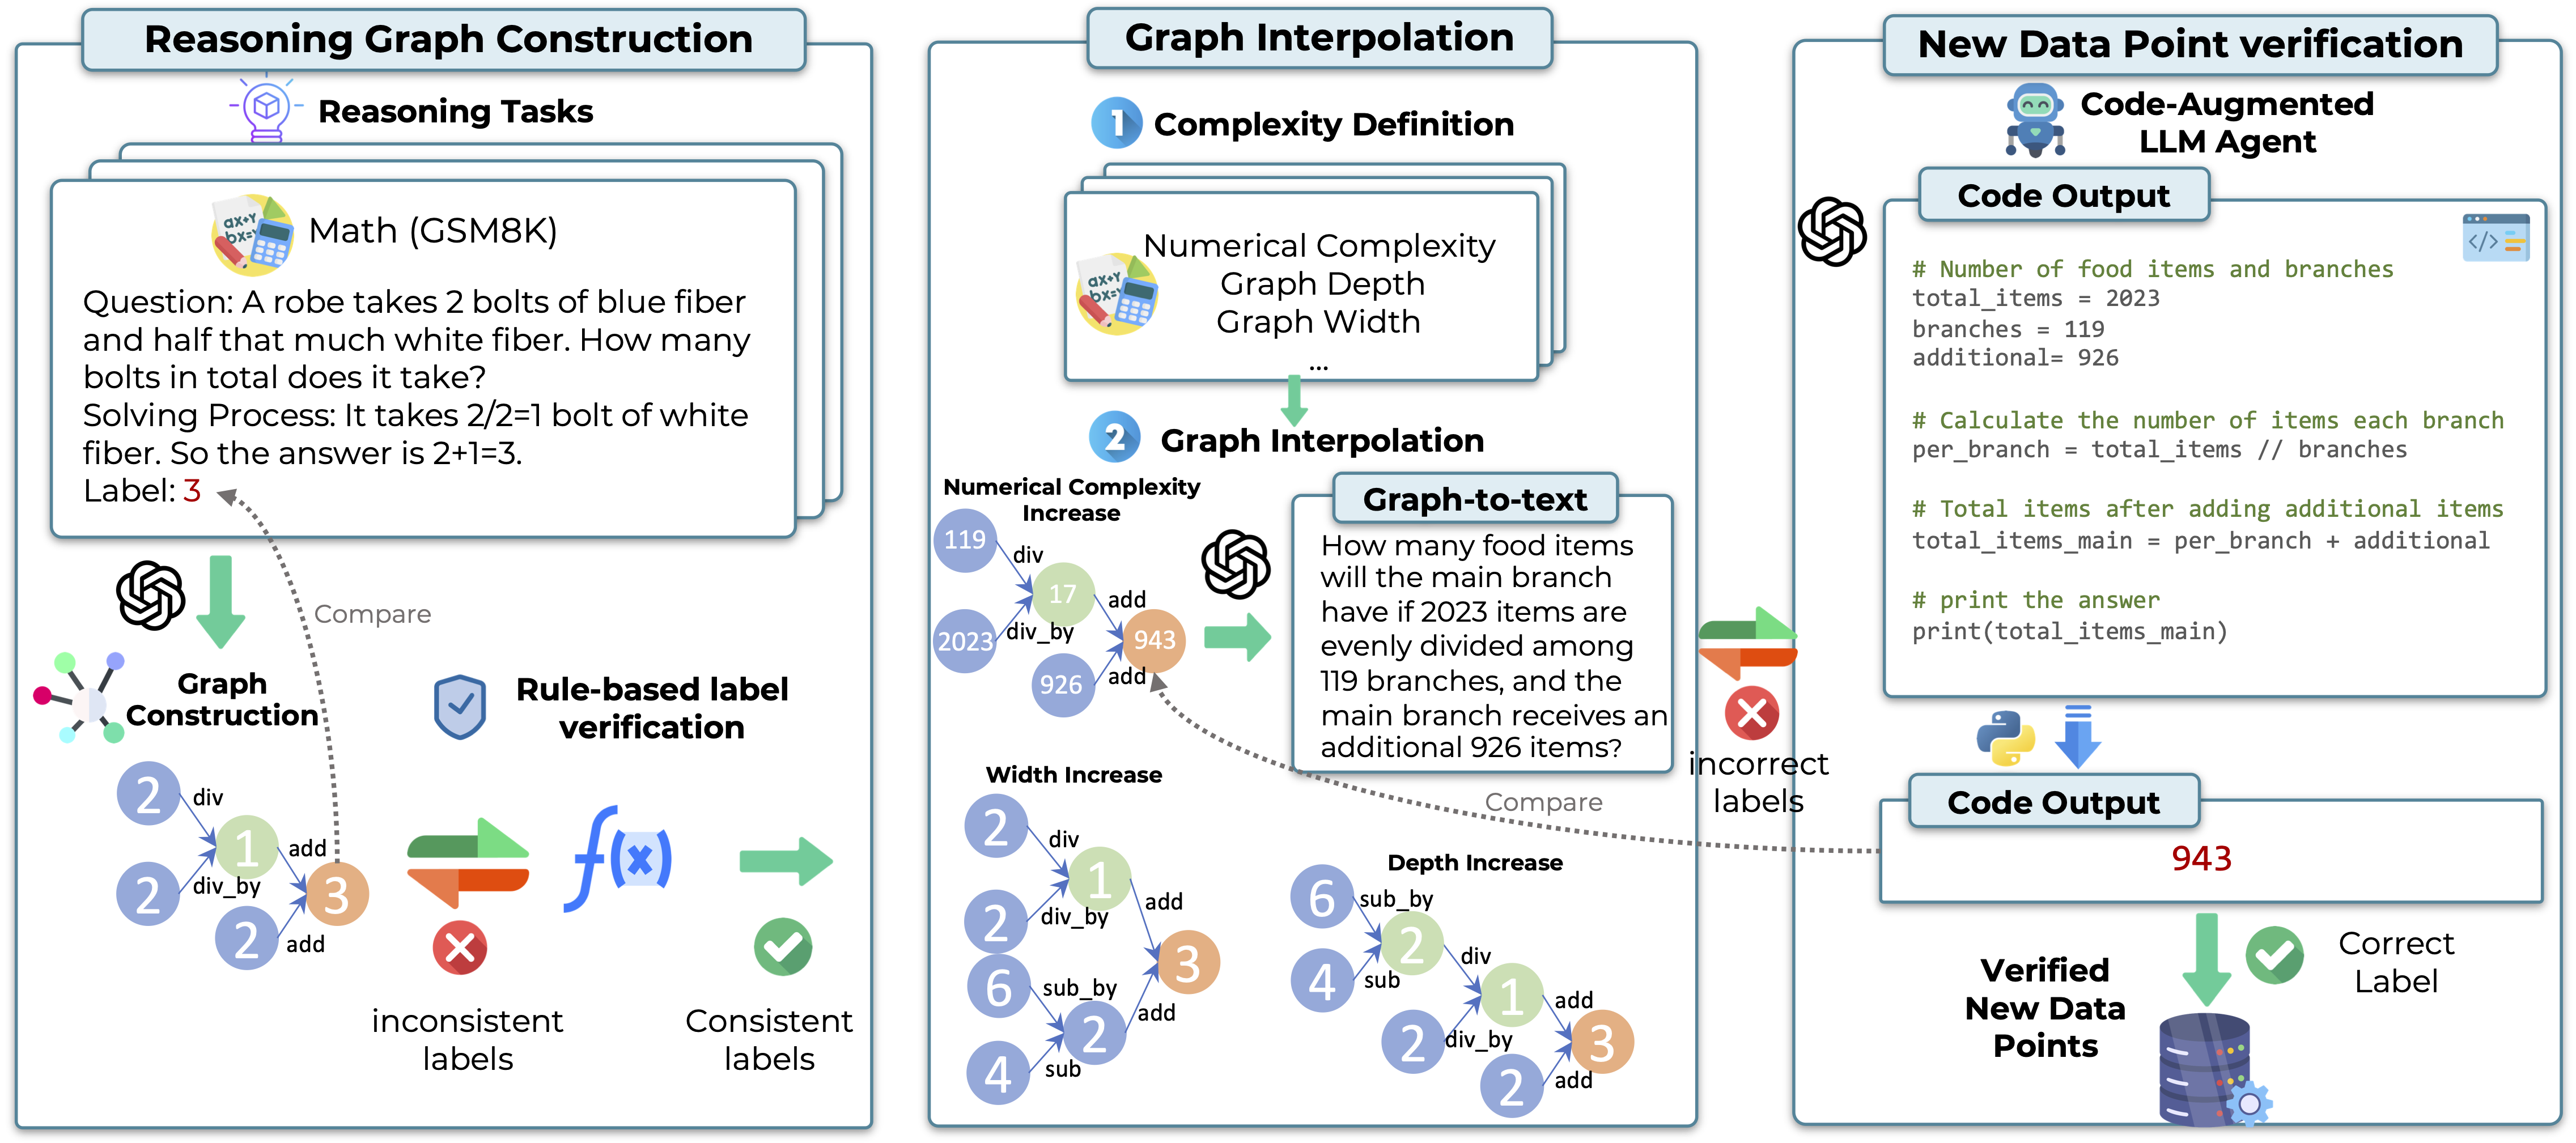 Reasoning Graph Construction
Reasoning Tasks
ax+y
bx=
Math (GSM8K)
Question: A robe takes 2 bolts of blue fiber
and half that much white fiber. How many
bolts in total does it take?
Solving Process: It takes 2/2=1 bolt of white
fiber. So the answer is 2+1=3.
Label: 3
Compare
Graph
Construction
Rule-based label
verification
2
div
1
add
2
div_by
3
2
add
f(x)
inconsistent
labels
Consistent
labels
Graph Interpolation
1 Complexity Definition
ax+y
bx=
Numerical Complexity
Graph Depth
Graph Width
...
2 Graph Interpolation
Numerical Complexity
Increase
119
div
17
add
2023
div_by
943
926
add
Graph-to-text
How many food items
will the main branch
have if 2023 items are
evenly divided among
119 branches, and the
main branch receives an
additional 926 items?
Compare
Width Increase
2
div
1
add
2
div_by
3
6
sub_by
2
add
4
sub
Depth Increase
6
sub_by
2
div
4
sub
1
add
2
div_by
3
2
add
incorrect
labels
New Data Point verification
Code-Augmented
LLM Agent
Code Output
</>
# Number of food items and branches
total_items = 2023
branches = 119
additional= 926
# Calculate the number of items each branch
per_branch = total_items // branches
# Total items after adding additional items
total_items_main = per_branch + additional
# print the answer
print(total_items_main)
Code Output
943
Correct
Label
Verified
New Data
Points